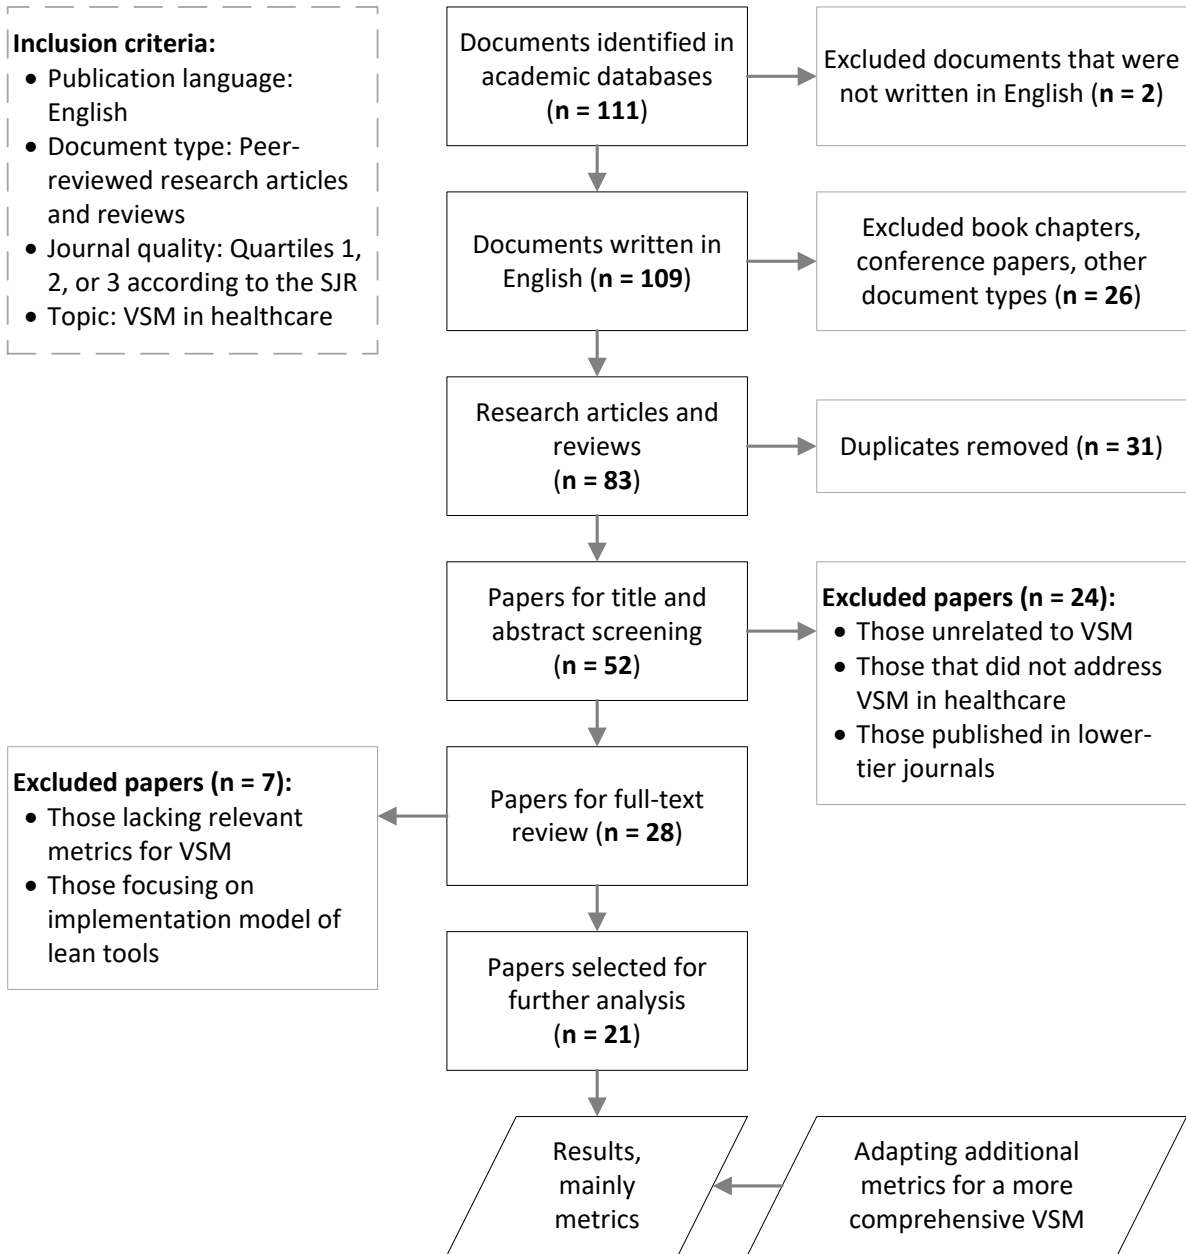 Inclusion criteria:
• Publication language:
English
• Document type: Peer-
reviewed research articles
and reviews
• Journal quality: Quartiles 1,
2, or 3 according to the SJR
• Topic: VSM in healthcare
Documents identified in
academic databases
(n = 111)
Excluded documents that were
not written in English (n = 2)
Documents written in
English (n = 109)
Excluded book chapters,
conference papers, other
document types (n = 26)
Research articles and
reviews
(n = 83)
Duplicates removed (n = 31)
Papers for title and
abstract screening
(n = 52)
Excluded papers (n = 24):
• Those unrelated to VSM
• Those that did not address
VSM in healthcare
• Those published in lower-
tier journals
Papers for full-text
review (n = 28)
Excluded papers (n = 7):
• Those lacking relevant
metrics for VSM
• Those focusing on
implementation model of
lean tools
Papers selected for
further analysis
(n = 21)
Results,
mainly
metrics
Adapting additional
metrics for a more
comprehensive VSM